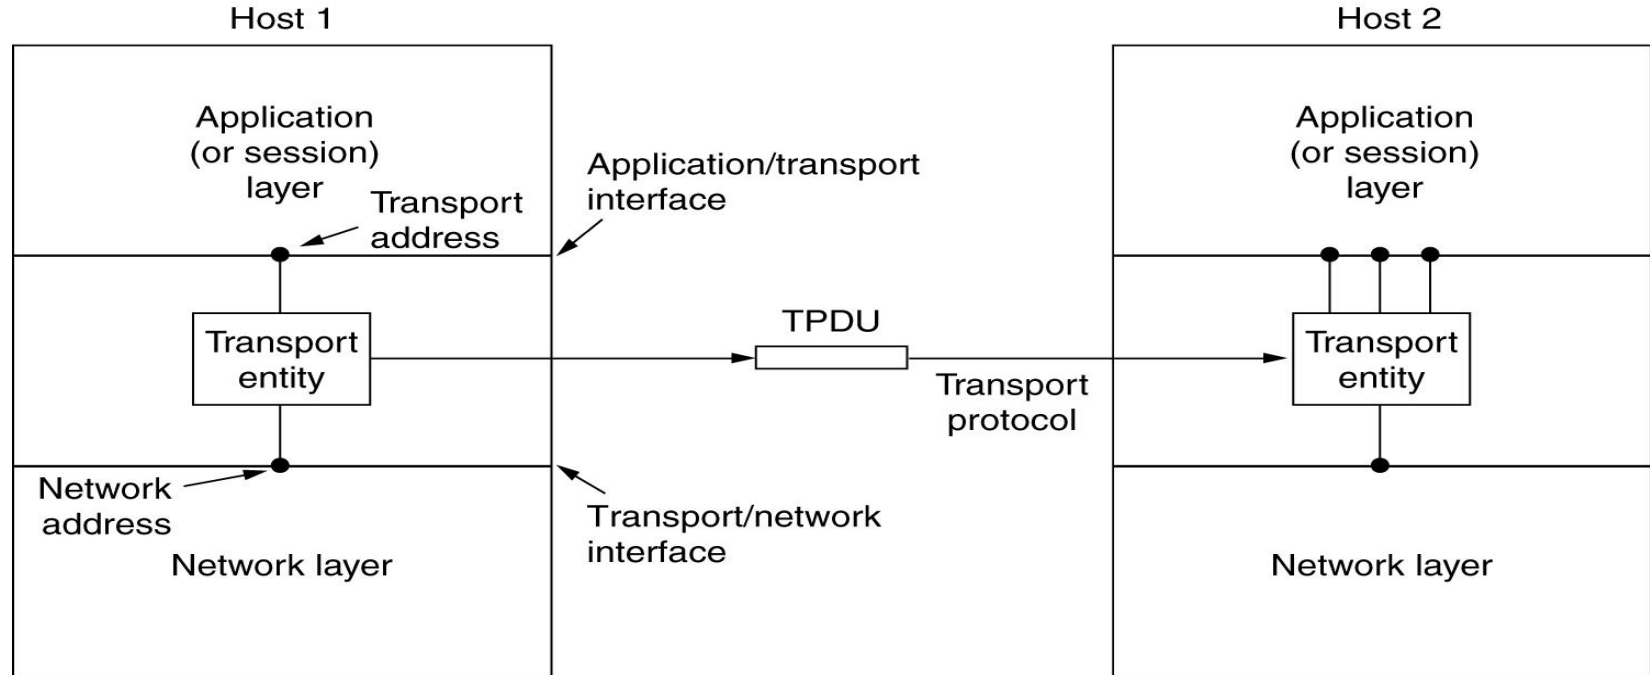 Host 1
Host 2
Application
(or session)
layer
Transport
address
Application/transport
interface
Application
(or session)
layer
Transport
entity
TPDU
Transport
protocol
Transport
entity
Network
address
Transport/network
interface
Network layer
Network layer